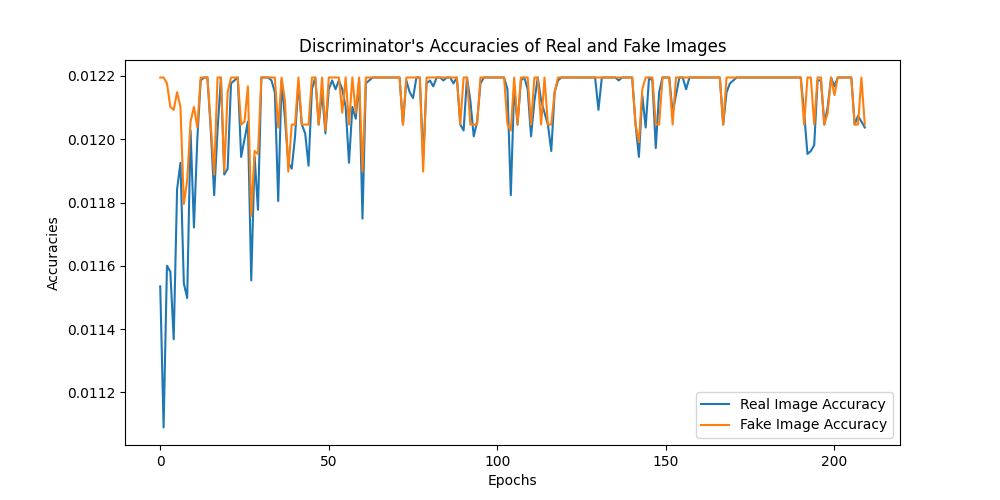 Discriminator's Accuracies of Real and Fake Images
0.0122
0.0120
0.0118
0.0116
0.0114
0.0112
Accuracies
0
50
100
150
200
Epochs
Real Image Accuracy
Fake Image Accuracy